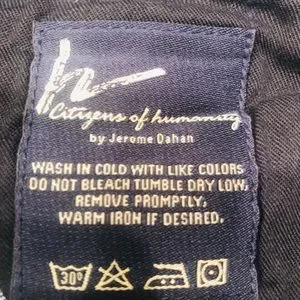 Citizens of humanity
by Jerome Dahan
WASH IN COLD WITH LIKE COLORS
DO NOT BLEACH TUMBLE DRY LOW,
REMOVE PROMPTLY,
WARM IRON IF DESIRED.
30°